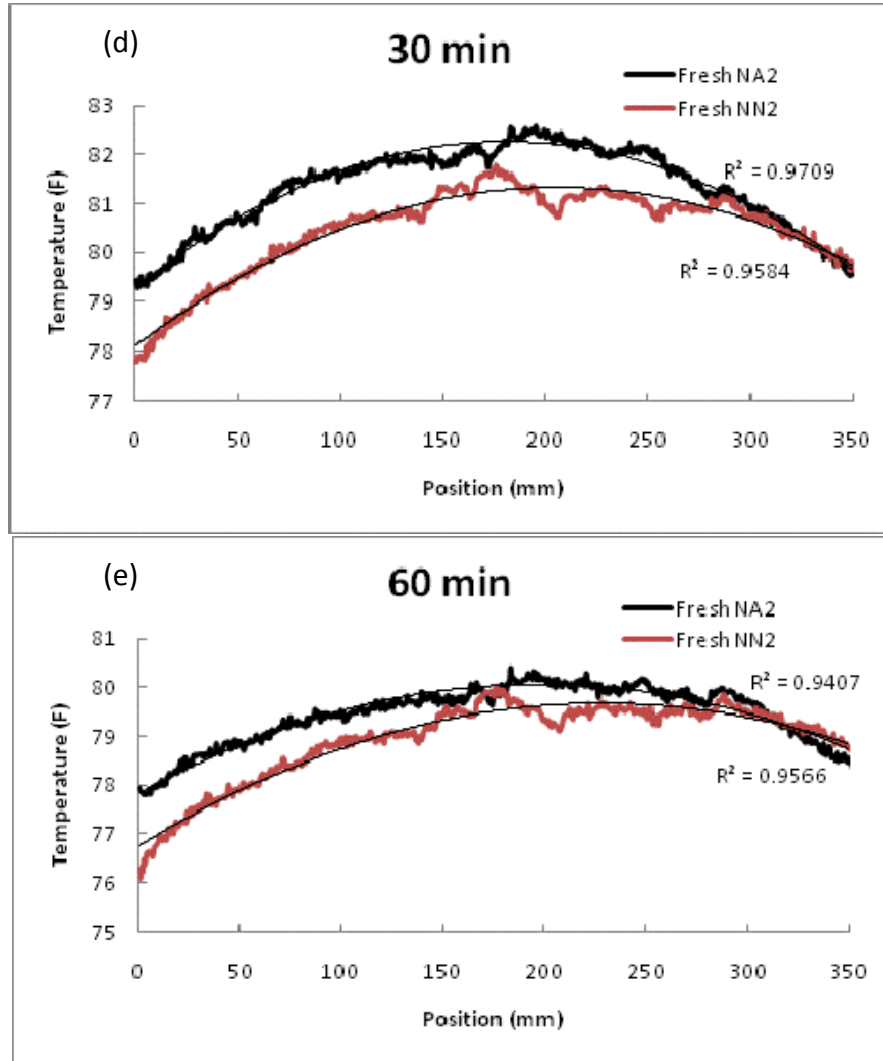 (d)
30 min
Fresh NA2
Fresh NN2
83
82
81
80
79
78
77
Temperature (F)
R² = 0.9709
R² = 0.9584
0 50 100 150 200 250 300 350
Position (mm)
(e)
60 min
Fresh NA2
Fresh NN2
81
80
79
78
77
76
75
Temperature (F)
R² = 0.9407
R² = 0.9566
0 50 100 150 200 250 300 350
Position (mm)